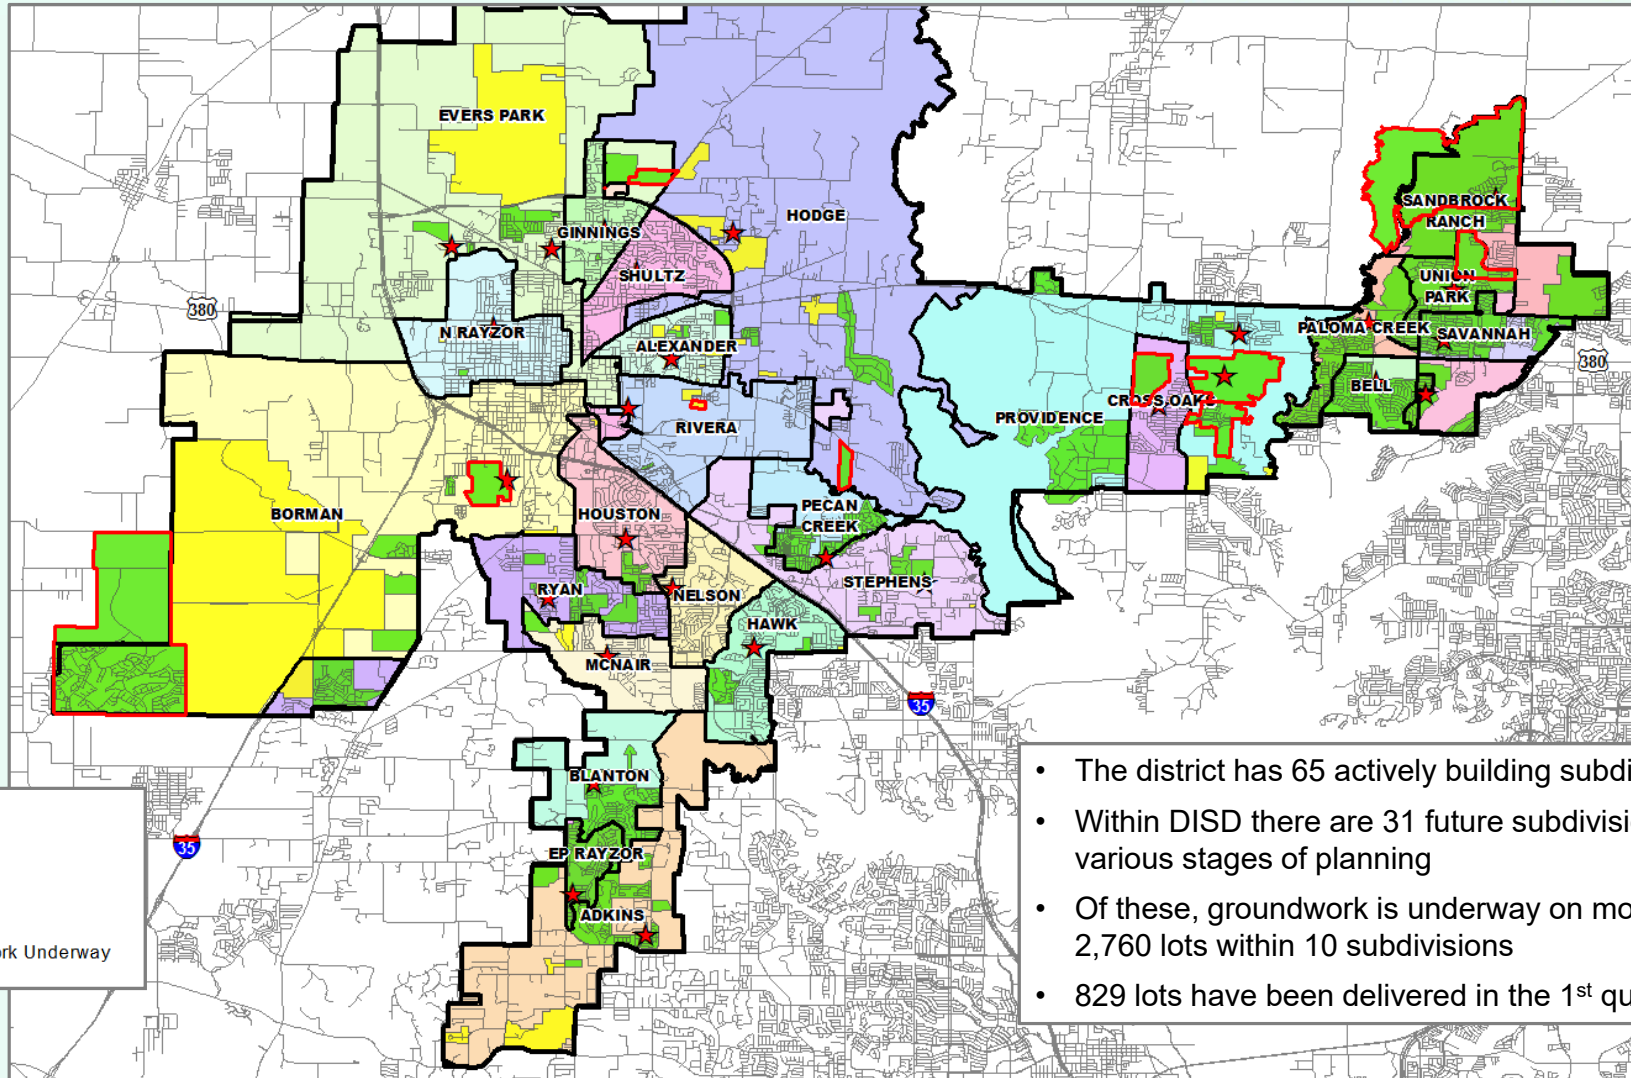 EVERS PARK
HODGE
GINNINGS
SHULTZ
SANDBROCK
RANCH
UNION
PARK
380
N RAYZOR
ALEXANDER
PALOMA CREEK
SAVANNAH
380
BELL
CROSS OAKS
PROVIDENCE
RIVERA
BORMAN
HOUSTON
PECAN
CREEK
STEPHENS
RYAN
NELSON
HAWK
MCNAIR
35
BLANTON
35
EP RAYZOR
ADKINS
rk Underway
• The district has 65 actively building subdi
• Within DISD there are 31 future subdivisi
various stages of planning
• Of these, groundwork is underway on mo
2,760 lots within 10 subdivisions
• 829 lots have been delivered in the 1st qu